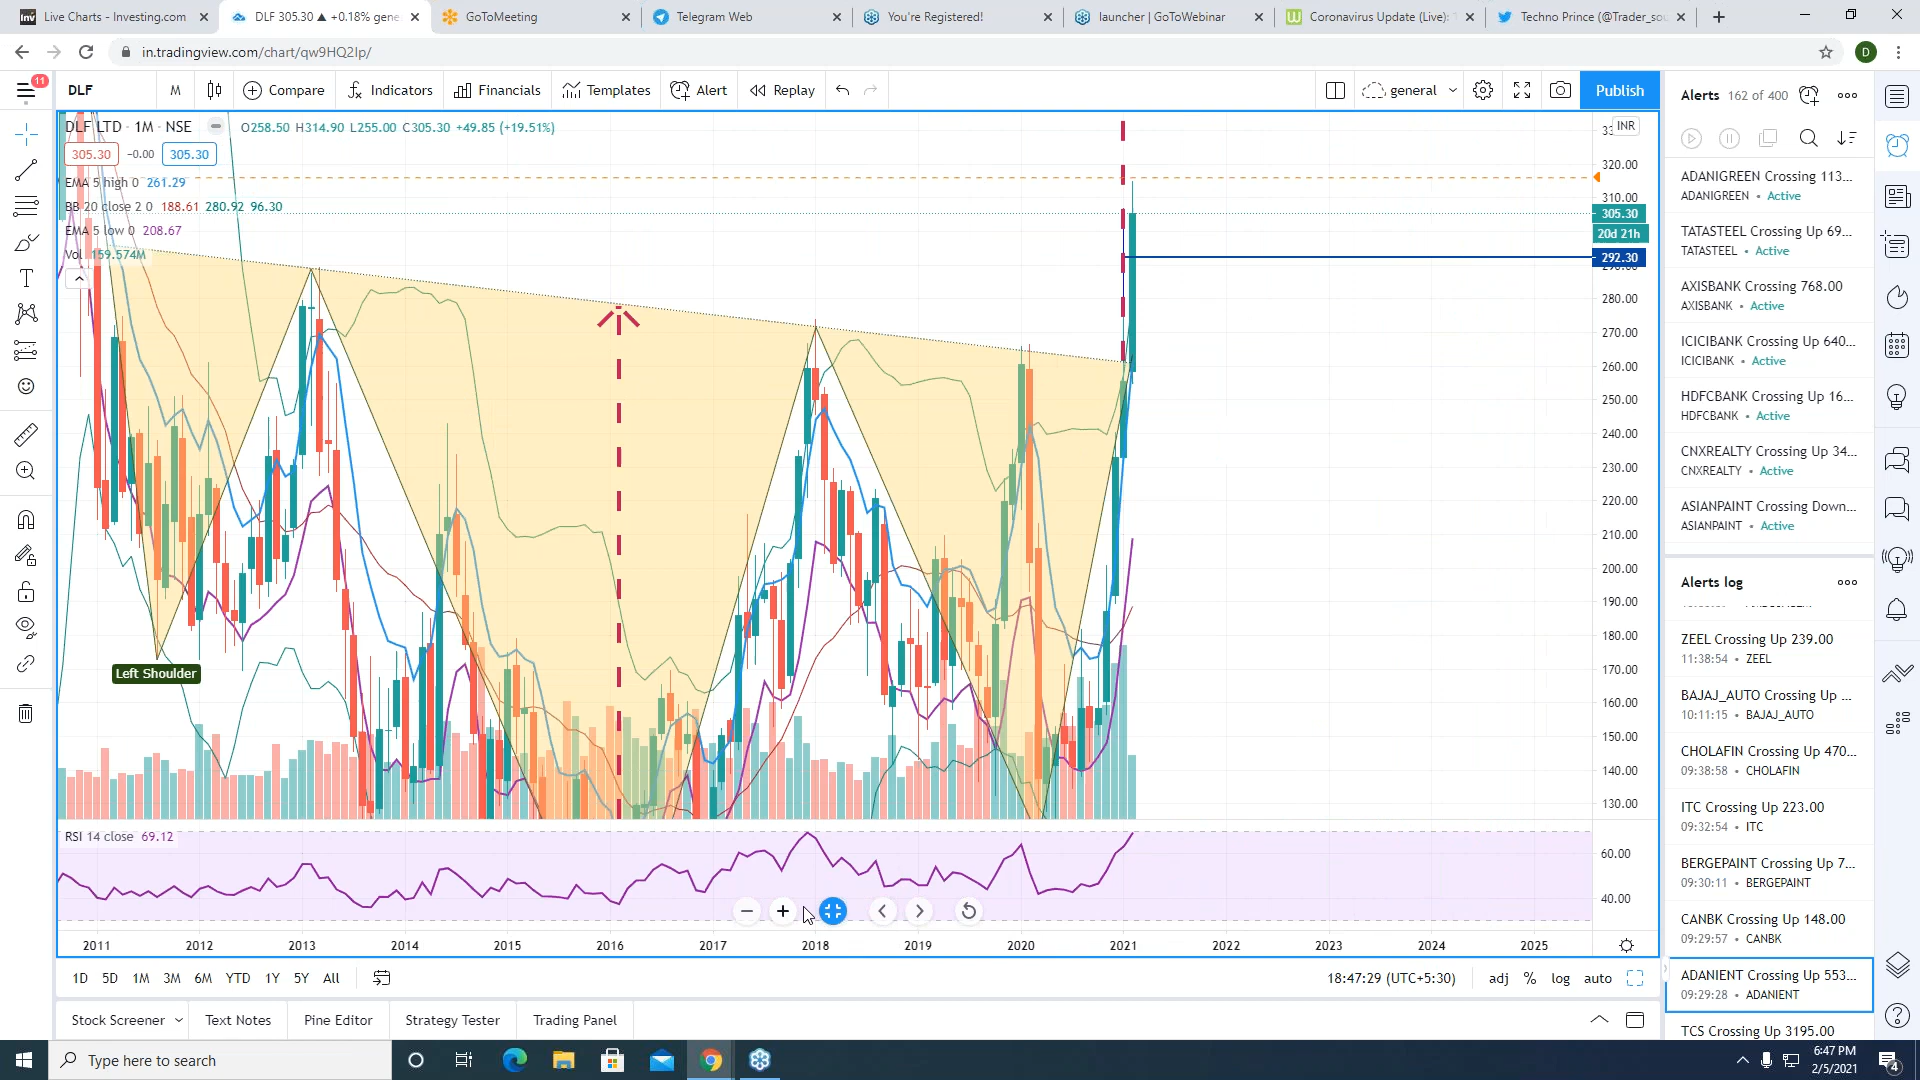 Live Charts - Investing.com
DLF 305.30 ▲ +0.18% gene
GoToMeeting
Telegram Web
You're Registered!
launcher | GoToWebinar
Coronavirus Update (Live):
Techno Prince (@Trader_so
in.tradingview.com/chart/qw9HQ2Ip/
D
11
DLF
M
Compare
Indicators
Financials
Templates
Alert
Replay
general
Publish
DLF LTD · 1M · NSE
O258.50 H314.90 L255.00 C305.30 +49.85 (+19.51%)
305.30 -0.00 305.30
EMA 5 high 0 261.29
BB 20 close 2 0 188.61 280.92 96.30
EMA 5 low 0 208.67
Vol 159.574M
INR
320.00
310.00
305.30
20d 21h
292.30
280.00
270.00
260.00
250.00
240.00
230.00
220.00
210.00
200.00
190.00
180.00
170.00
160.00
150.00
140.00
130.00
Left Shoulder
RSI 14 close 69.12
60.00
40.00
2011 2012 2013 2014 2015 2016 2017 2018 2019 2020 2021 2022 2023 2024 2025
1D 5D 1M 3M 6M YTD 1Y 5Y All
18:47:29 (UTC+5:30)
adj % log auto
Stock Screener
Text Notes
Pine Editor
Strategy Tester
Trading Panel
Alerts 162 of 400
ADANIGREEN Crossing 113...
ADANIGREEN • Active
TATASTEEL Crossing Up 69...
TATASTEEL • Active
AXISBANK Crossing 768.00
AXISBANK • Active
ICICIBANK Crossing Up 640...
ICICIBANK • Active
HDFCBANK Crossing Up 16...
HDFCBANK • Active
CNXREALTY Crossing Up 34...
CNXREALTY • Active
ASIANPAINT Crossing Down...
ASIANPAINT • Active
Alerts log
ZEEL Crossing Up 239.00
11:38:54 • ZEEL
BAJAJ_AUTO Crossing Up ...
10:11:15 • BAJAJ_AUTO
CHOLAFIN Crossing Up 470...
09:38:58 • CHOLAFIN
ITC Crossing Up 223.00
09:32:54 • ITC
BERGEPAINT Crossing Up 7...
09:30:11 • BERGEPAINT
CANBK Crossing Up 148.00
09:29:57 • CANBK
ADANIENT Crossing Up 553...
09:29:28 • ADANIENT
TCS Crossing Up 3195.00
Type here to search
6:47 PM
2/5/2021
4